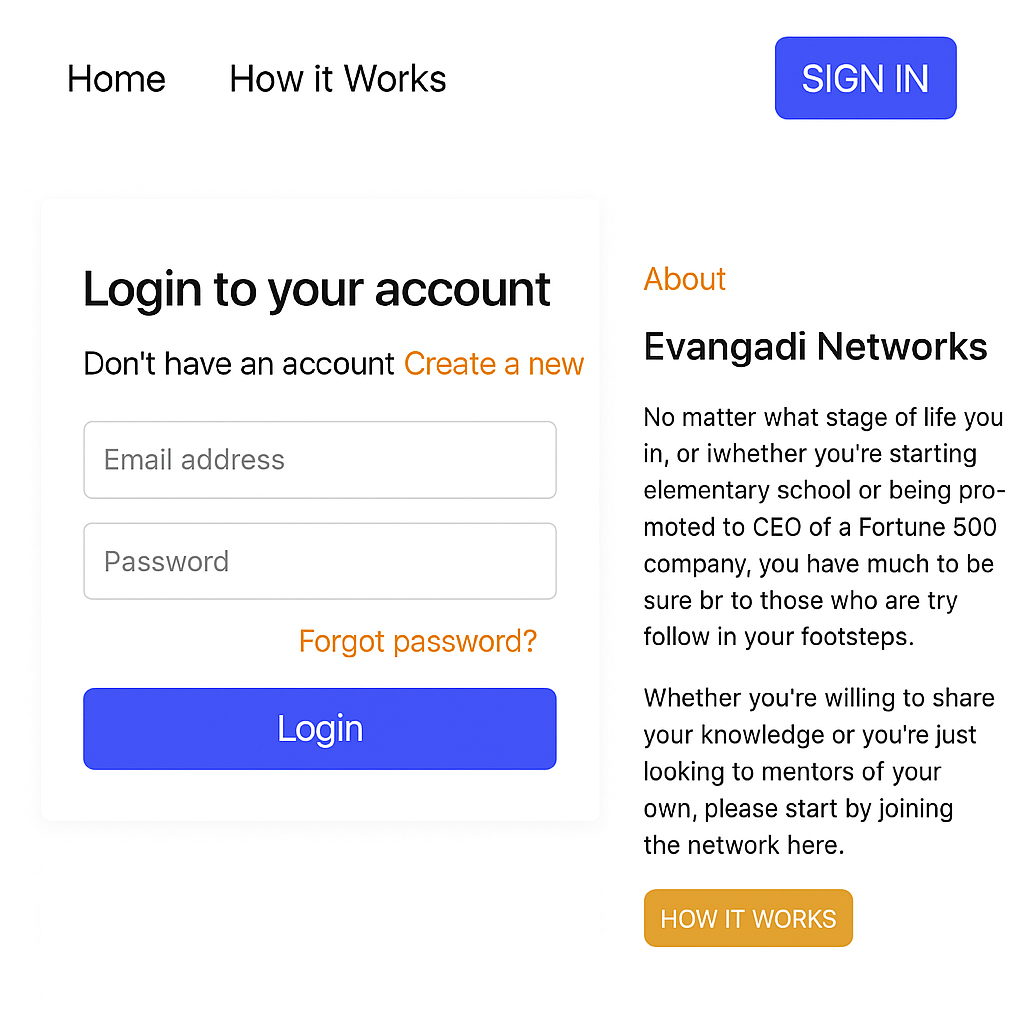 Home How it Works SIGN IN
Login to your account
Don't have an account Create a new
Email address
Password
Forgot password?
Login
About
Evangadi Networks
No matter what stage of life you
in, or iwhether you're starting
elementary school or being pro-
moted to CEO of a Fortune 500
company, you have much to be
sure br to those who are try
follow in your footsteps.
Whether you're willing to share
your knowledge or you're just
looking to mentors of your
own, please start by joining
the network here.
HOW IT WORKS